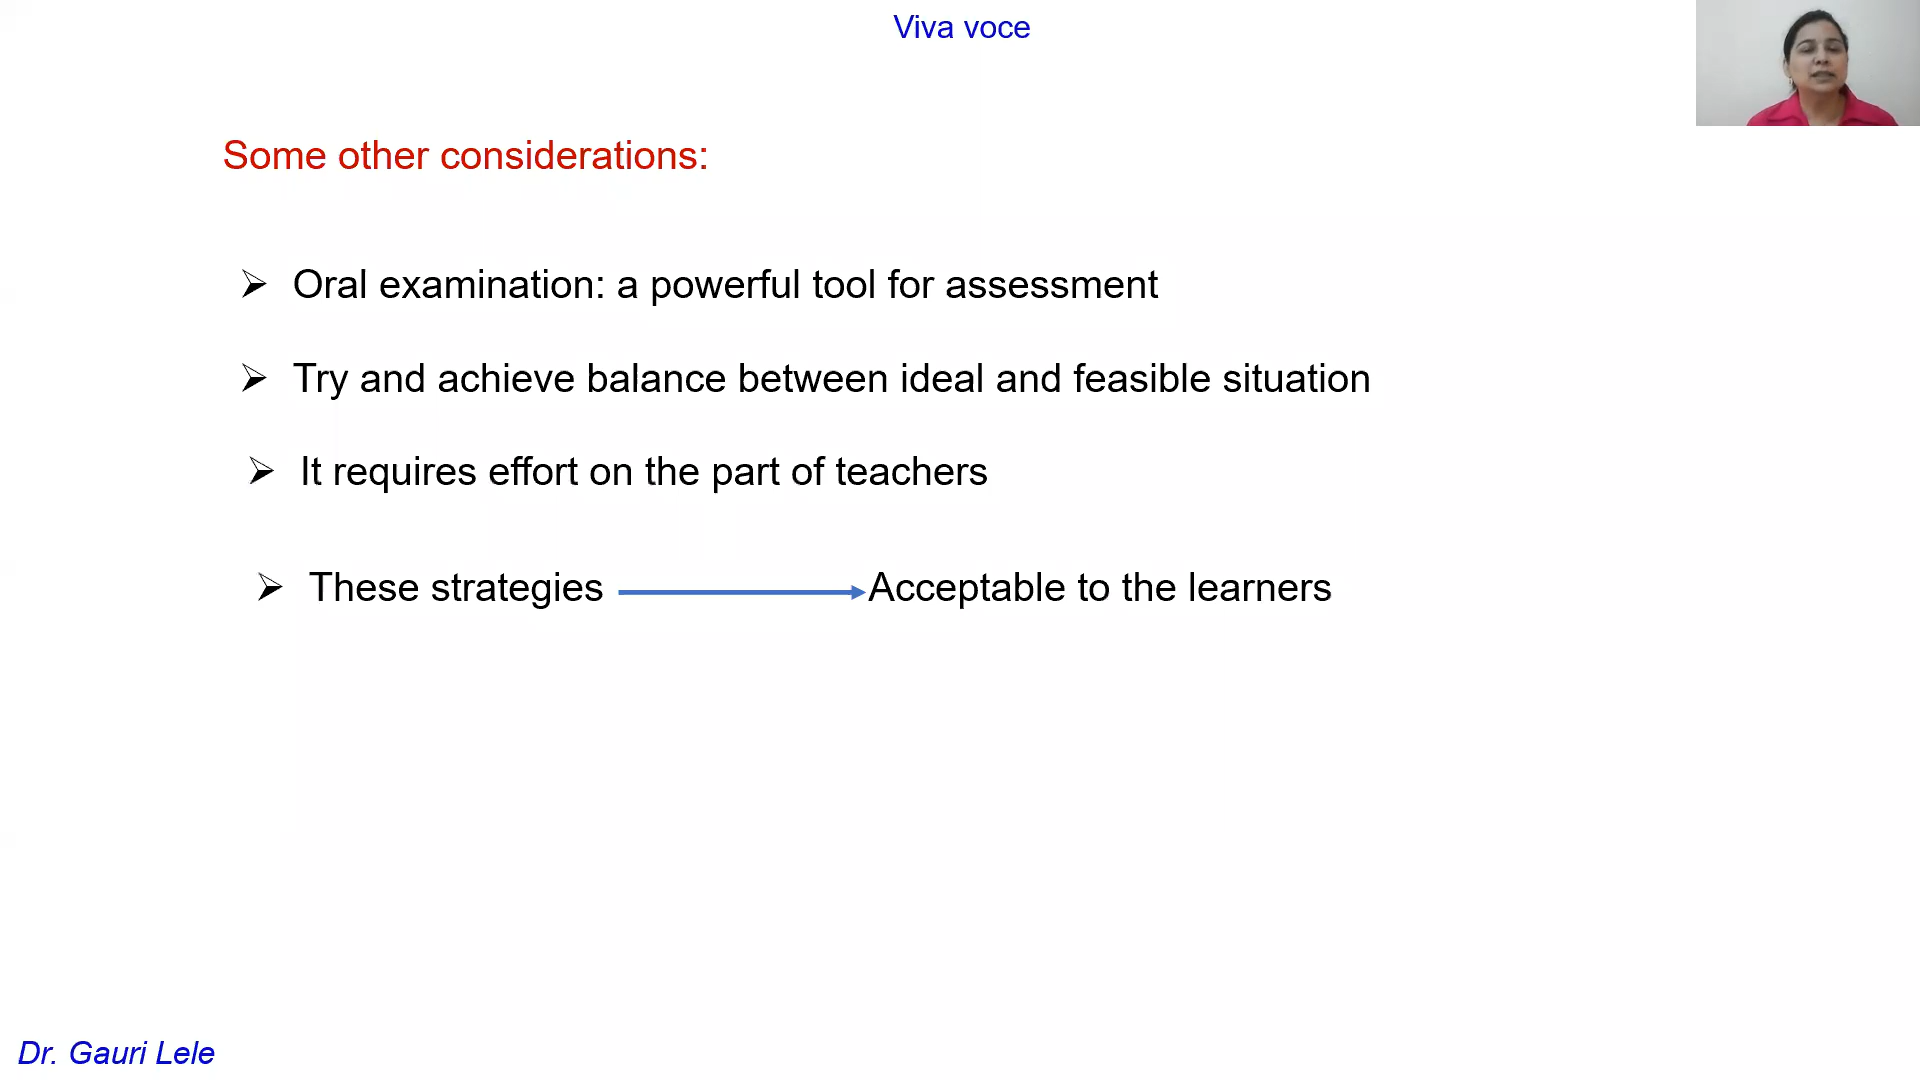 Viva voce
Some other considerations:
Oral examination: a powerful tool for assessment
Try and achieve balance between ideal and feasible situation
It requires effort on the part of teachers
These strategies Acceptable to the learners
Dr. Gauri Lele